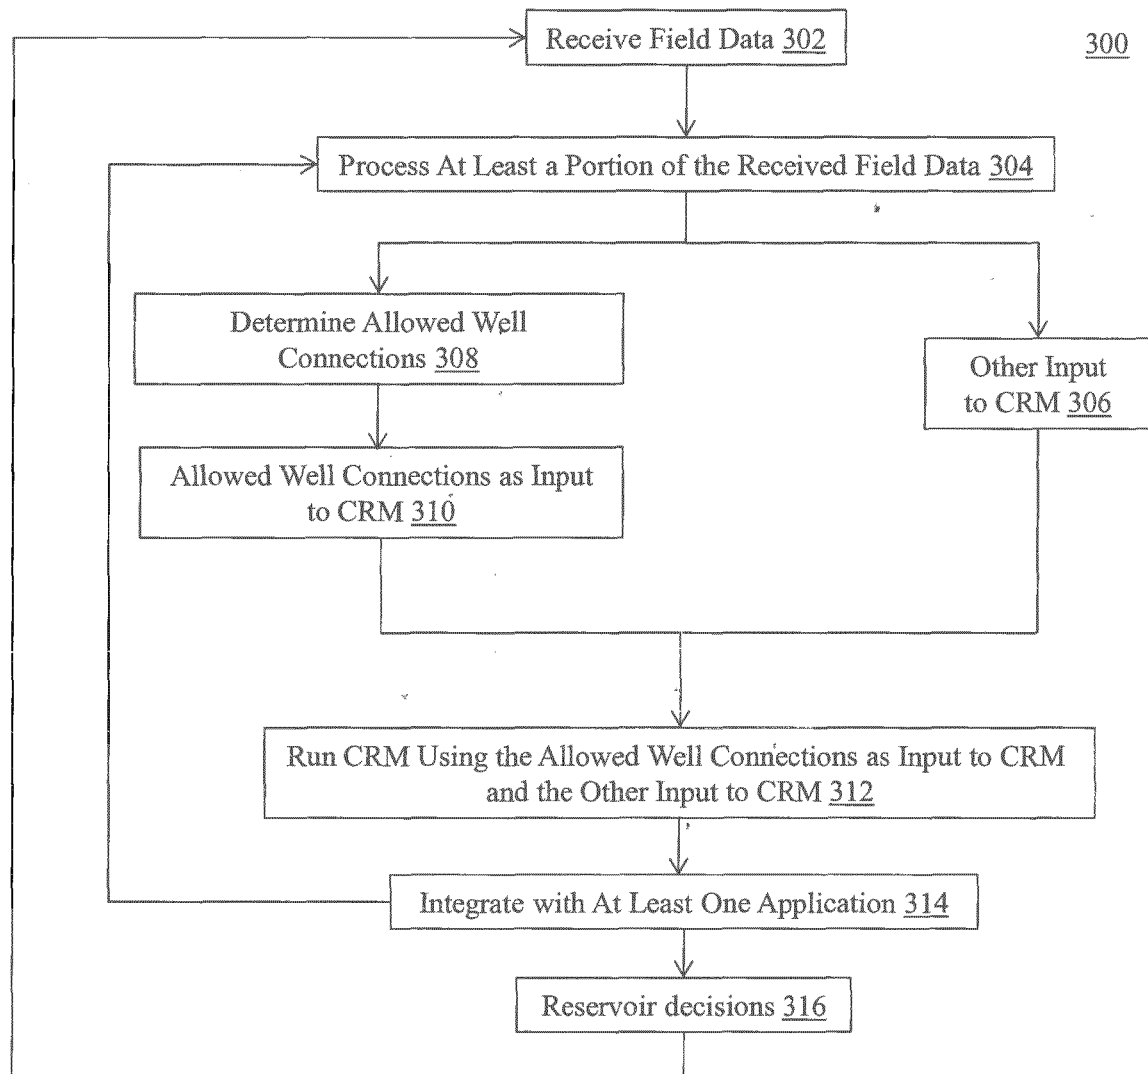 Receive Field Data 302
300
Process At Least a Portion of the Received Field Data 304
Determine Allowed Well
Connections 308
Other Input
to CRM 306
Allowed Well Connections as Input
to CRM 310
Run CRM Using the Allowed Well Connections as Input to CRM
and the Other Input to CRM 312
Integrate with At Least One Application 314
Reservoir decisions 316